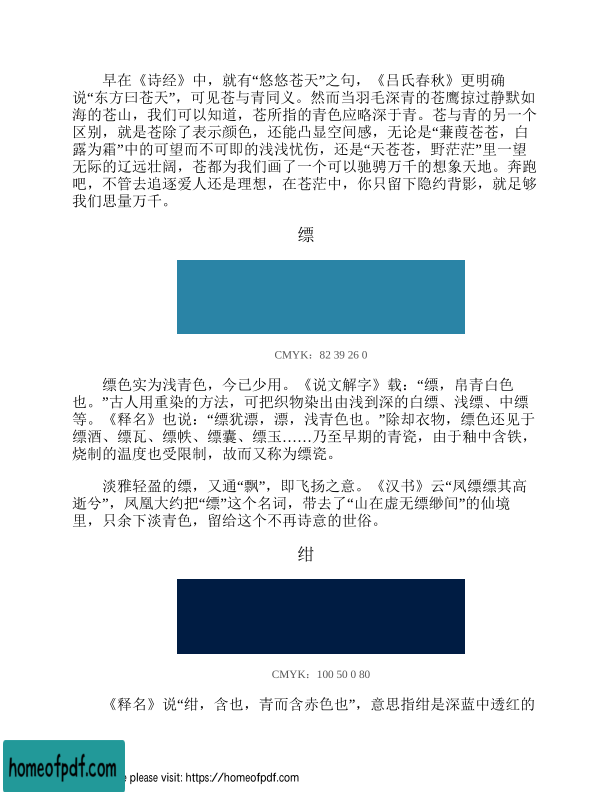 早在《诗经》中，就有“悠悠苍天”之句，《吕氏春秋》更明确
说“东方曰苍天”，可见苍与青同义。然而当羽毛深青的苍鹰掠过静默如
海的苍山，我们可以知道，苍所指的青色应略深于青。苍与青的另一个
区别，就是苍除了表示颜色，还能凸显空间感，无论是“蒹葭苍苍，白
露为霜”中的可望而不可即的浅浅忧伤，还是“天苍苍，野茫茫”里一望
无际的辽远壮阔，苍都为我们画了一个可以驰骋万千的想象天地。奔跑
吧，不管去追逐爱人还是理想，在苍茫中，你只留下隐约背影，就足够
我们思量万千。
缥
CMYK：82 39 26 0
缥色实为浅青色，今已少用。《说文解字》载：“缥，帛青白色
也。”古人用重染的方法，可把织物染出由浅到深的白缥、浅缥、中缥
等。《释名》也说：“缥犹漂，漂，浅青色也。”除却衣物，缥色还见于
缥酒、缥瓦、缥帙、缥囊、缥玉……乃至早期的青瓷，由于釉中含铁，
烧制的温度也受限制，故而又称为缥瓷。
淡雅轻盈的缥，又通“飘”，即飞扬之意。《汉书》云“凤缥缥其高
逝兮”，凤凰大约把“缥”这个名词，带去了“山在虚无缥缈间”的仙境
里，只余下淡青色，留给这个不再诗意的世俗。
绀
CMYK：100 50 0 80
《释名》说“绀，含也，青而含赤色也”，意思指绀是深蓝中透红的
homeofpdf.com
e please visit: https://homeofpdf.com